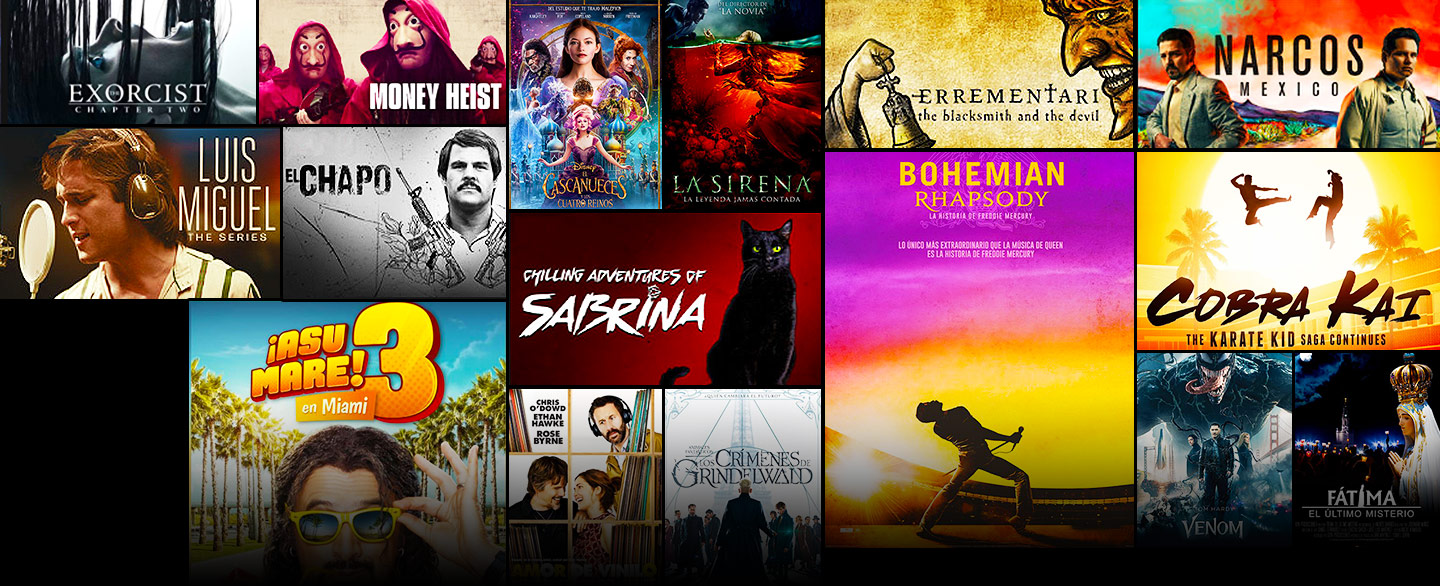 THE
EXORCIST
CHAPTER TWO
MONEY HEIST
DEL ESTUDIO QUE TE TRAJO MALÉFICA
DISNEY
EL
CASCANUECES
Y LOS
CUATRO REINOS
DEL DIRECTOR DE
"LA NOVIA"
LA SIRENA
LA LEYENDA JAMAS CONTADA
ERREMENTARI
the blacksmith and the devil
NARCOS
MEXICO
LUIS
MIGUEL
THE SERIES
EL CHAPO
CHILLING ADVENTURES OF
SABRINA
BOHEMIAN
RHAPSODY
LA HISTORIA DE FREDDIE MERCURY
LO ÚNICO MÁS EXTRAORDINARIO QUE LA MÚSICA DE QUEEN
ES LA HISTORIA DE FREDDIE MERCURY
COBRA KAI
THE KARATE KID SAGA CONTINUES
¡ASU
MARE! 3
en Miami
CHRIS
O'DOWD
ETHAN
HAWKE
ROSE
BYRNE
AMOR DE VINILO
¿QUIÉN CAMBIARÁ EL FUTURO?
LOS CRÍMENES DE
GRINDELWALD
TOM HARDY
VENOM
FÁTIMA
EL ÚLTIMO MISTERIO